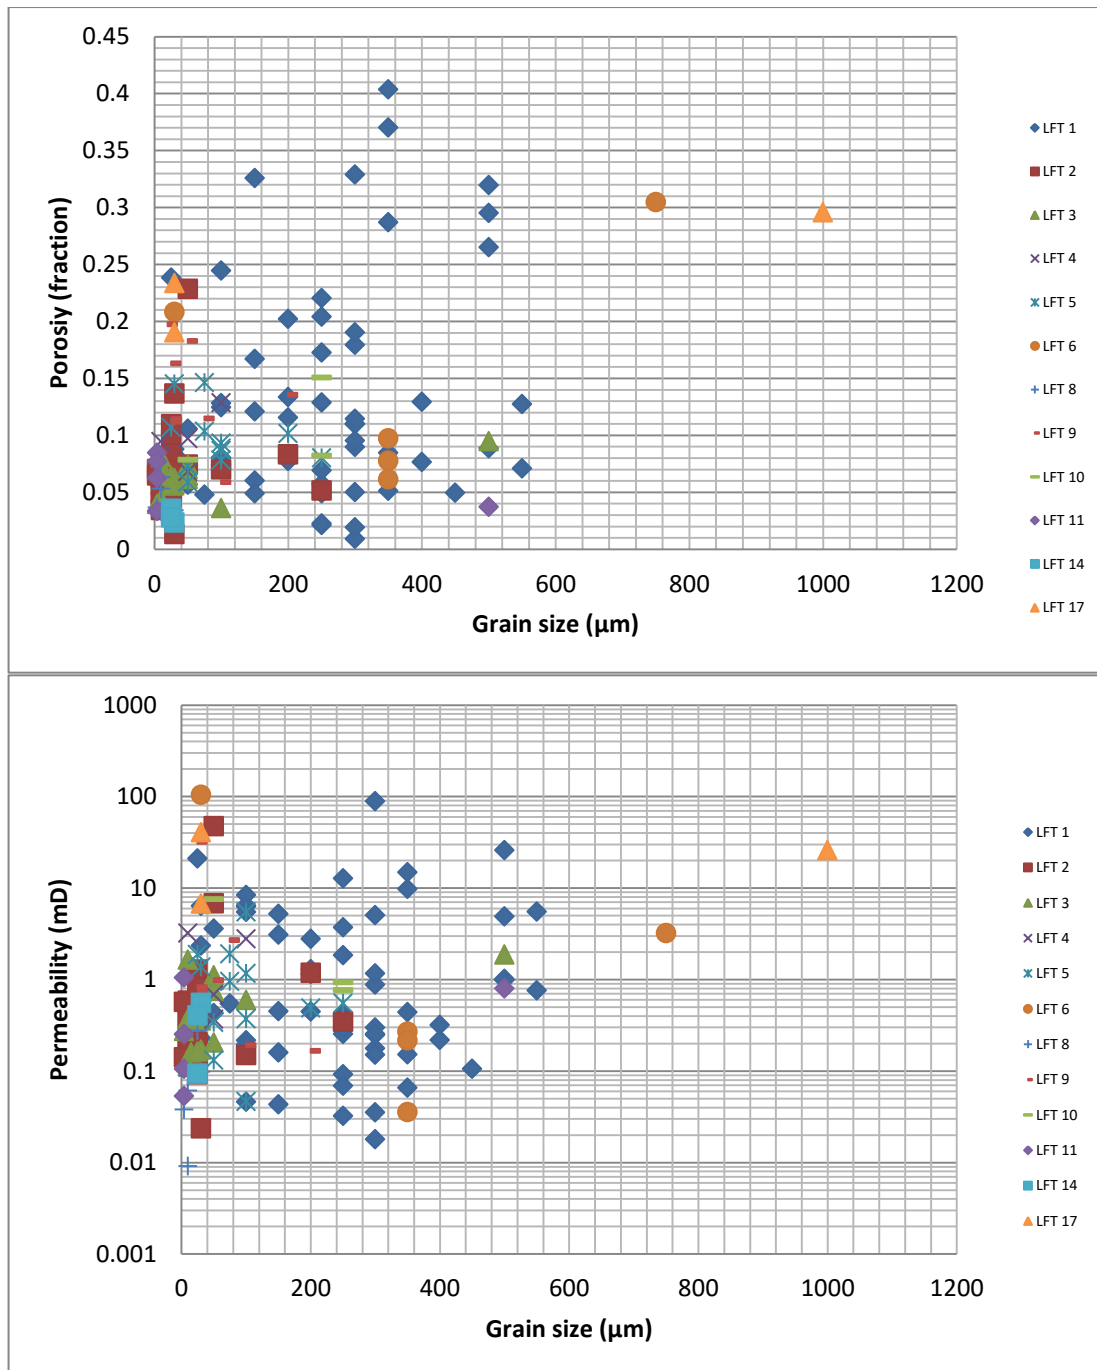 0.45
0.4
0.35
0.3
0.25
0.2
0.15
0.1
0.05
0
Porosiy (fraction)
0 200 400 600 800 1000 1200
Grain size (µm)
LFT 1
LFT 2
LFT 3
LFT 4
LFT 5
LFT 6
LFT 8
LFT 9
LFT 10
LFT 11
LFT 14
LFT 17
1000
100
10
1
0.1
0.01
0.001
Permeability (mD)
0 200 400 600 800 1000 1200
Grain size (µm)
LFT 1
LFT 2
LFT 3
LFT 4
LFT 5
LFT 6
LFT 8
LFT 9
LFT 10
LFT 11
LFT 14
LFT 17